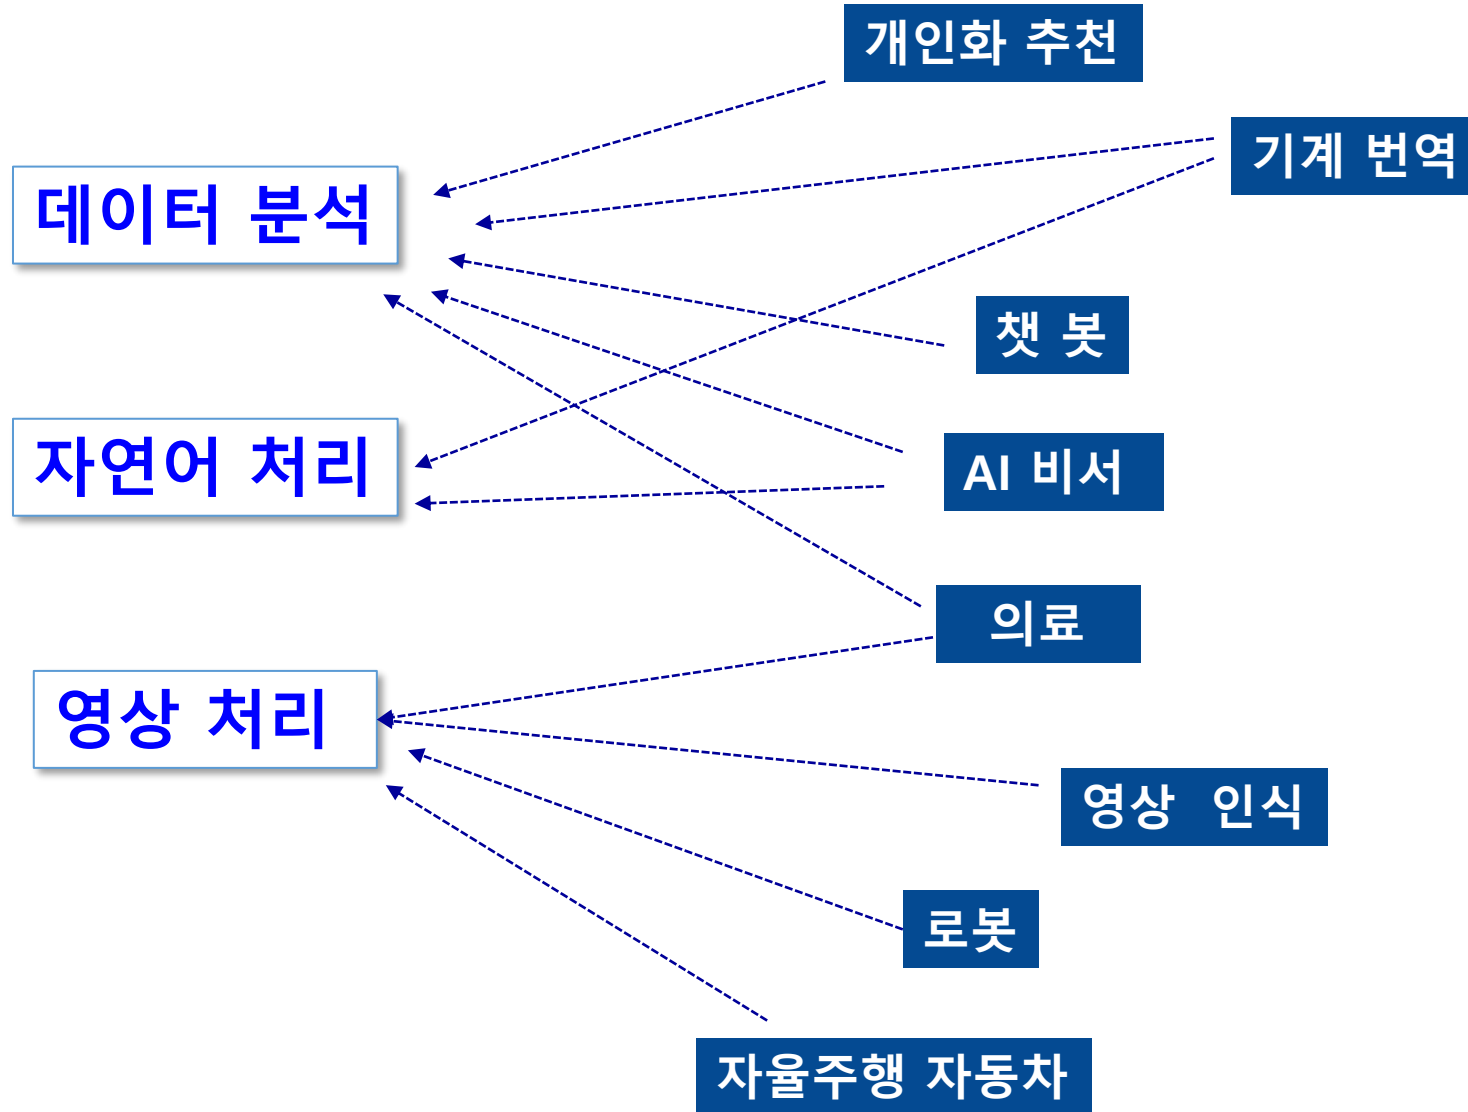 개인화 추천
기계 번역
데이터 분석
챗 봇
자연어 처리
AI 비서
의료
영상 처리
영상 인식
로봇
자율주행 자동차